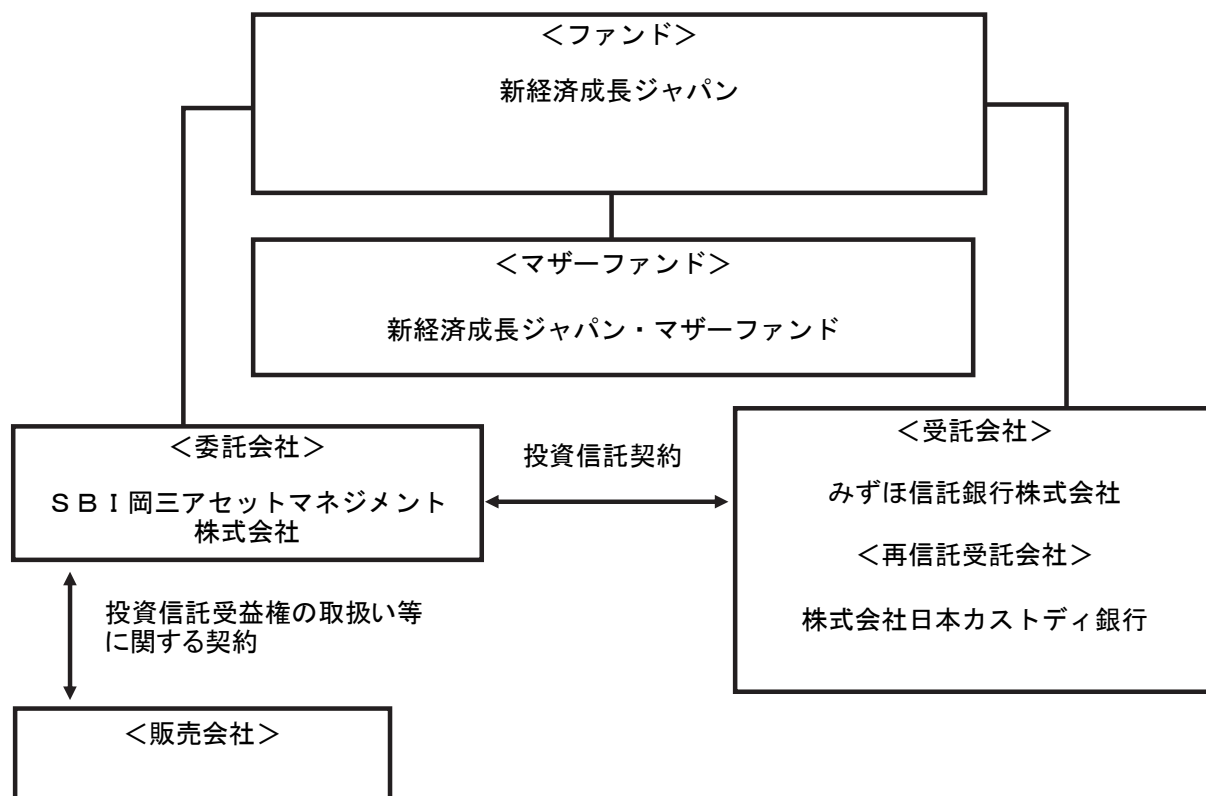 ＜ファンド＞
新経済成長ジャパン
＜マザーファンド＞
新経済成長ジャパン・マザーファンド
＜委託会社＞
ＳＢＩ岡三アセットマネジメント
株式会社
投資信託契約
＜受託会社＞
みずほ信託銀行株式会社
＜再信託受託会社＞
株式会社日本カストディ銀行
投資信託受益権の取扱い等
に関する契約
＜販売会社＞